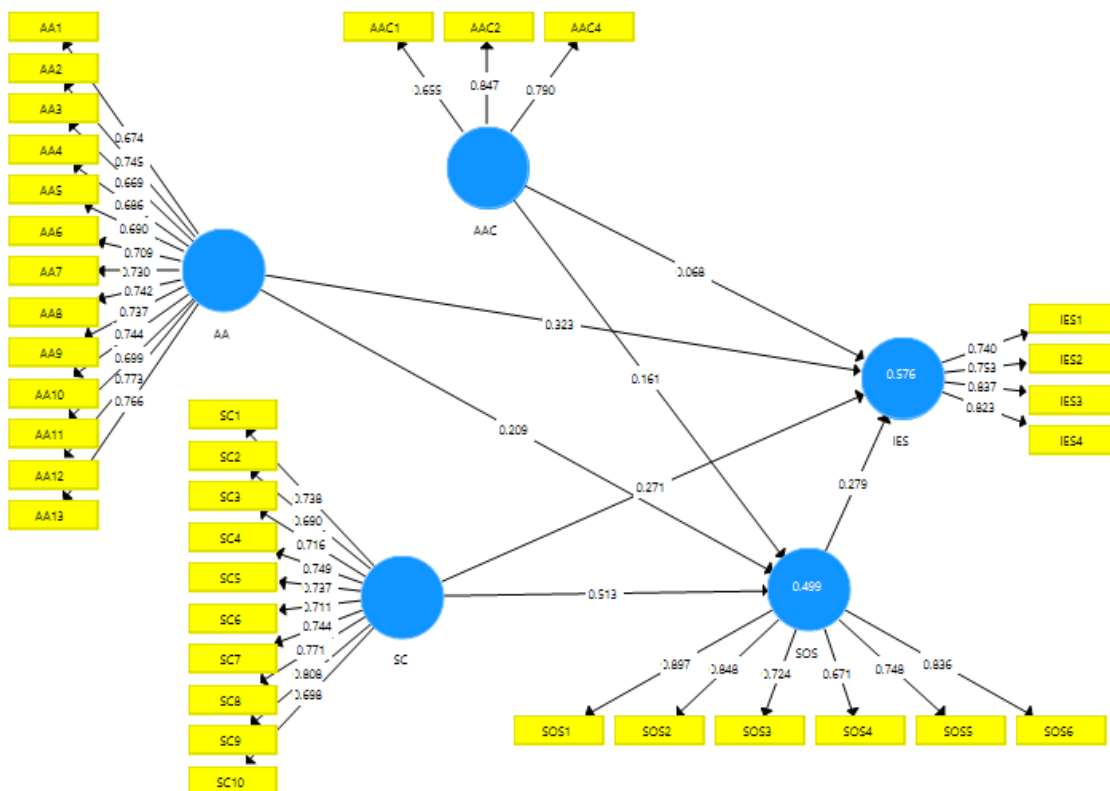 AA1
AA2
AA3
AA4
AA5
AA6
AA7
AA8
AA9
AA10
AA11
AA12
AA13
0.674
0.745
0.669
0.686
0.690
0.709
0.730
0.742
0.737
0.744
0.699
0.773
0.766
AA
AAC1
AAC2
AAC4
0.655
0.847
0.790
AAC
0.068
0.323
0.161
0.209
0.271
0.279
0.513
SC1
SC2
SC3
SC4
SC5
SC6
SC7
SC8
SC9
SC10
0.738
0.690
0.716
0.749
0.737
0.711
0.744
0.771
0.808
0.698
SC
0.576
IES
0.740
0.753
0.837
0.823
IES1
IES2
IES3
IES4
0.499
SOS
0.897
0.848
0.724
0.671
0.748
0.836
SOS1
SOS2
SOS3
SOS4
SOS5
SOS6